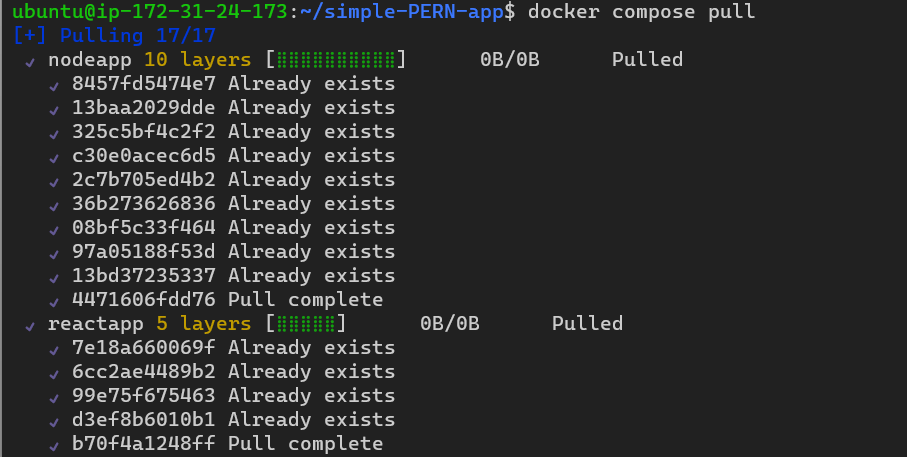 ubuntu@ip-172-31-24-173:~/simple-PERN-app$ docker compose pull
[+] Pulling 17/17
✓ nodeapp 10 layers [⣿⣿⣿⣿⣿⣿⣿⣿⣿⣿] 0B/0B Pulled
✓ 8457fd5474e7 Already exists
✓ 13baa2029dde Already exists
✓ 325c5bf4c2f2 Already exists
✓ c30e0acec6d5 Already exists
✓ 2c7b705ed4b2 Already exists
✓ 36b273626836 Already exists
✓ 08bf5c33f464 Already exists
✓ 97a05188f53d Already exists
✓ 13bd37235337 Already exists
✓ 4471606fdd76 Pull complete
✓ reactapp 5 layers [⣿⣿⣿⣿⣿] 0B/0B Pulled
✓ 7e18a660069f Already exists
✓ 6cc2ae4489b2 Already exists
✓ 99e75f675463 Already exists
✓ d3ef8b6010b1 Already exists
✓ b70f4a1248ff Pull complete